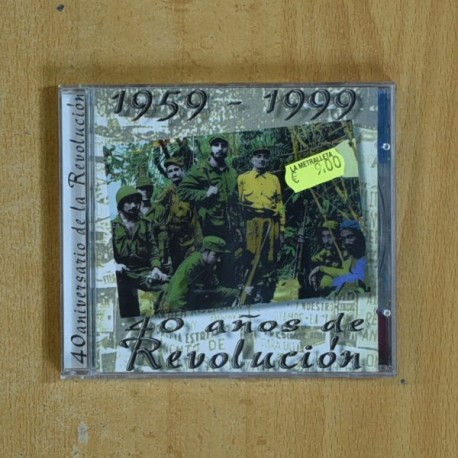 1959 - 1999
40 aniversario de la Revolución
LA METRALLETA
€ 9.00
40 años de
Revolución